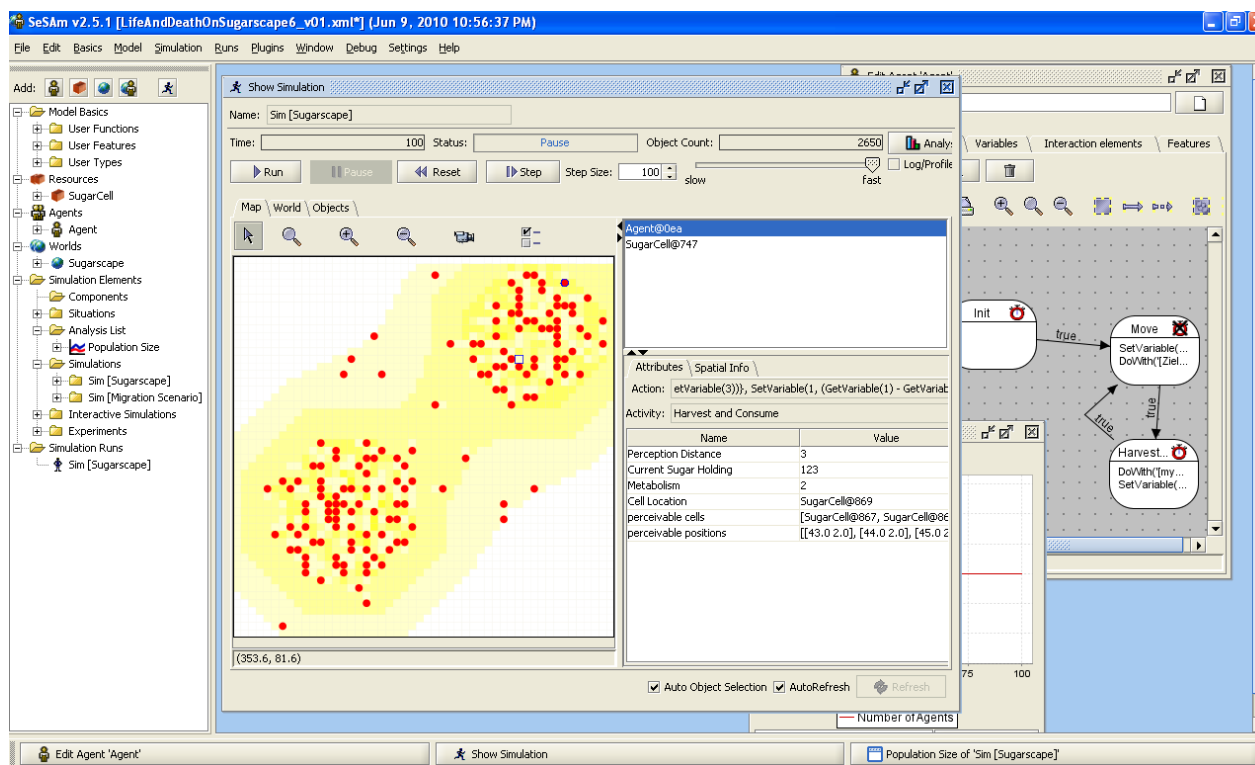 SeSAm v2.5.1 [LifeAndDeathOnSugarscape6_v01.xml*] (Jun 9, 2010 10:56:37 PM)
File Edit Basics Model Simulation Runs Plugins Window Debug Settings Help
Add:
Model Basics
User Functions
User Features
User Types
Resources
SugarCell
Agents
Agent
Worlds
Sugarscape
Simulation Elements
Components
Situations
Analysis List
Population Size
Simulations
Sim [Sugarscape]
Sim [Migration Scenario]
Interactive Simulations
Experiments
Simulation Runs
Sim [Sugarscape]
Show Simulation
Name: Sim [Sugarscape]
Time: 100 Status: Pause Object Count: 2650 Analy:
Run Pause Reset Step Step Size: 100 slow fast Log/Profile
Map World Objects
Agent@0ea
SugarCell@747
Attributes Spatial Info
Action: etVariable(3))}, SetVariable(1, (GetVariable(1) - GetVariab
Activity: Harvest and Consume
Name Value
Perception Distance 3
Current Sugar Holding 123
Metabolism 2
Cell Location SugarCell@869
perceivable cells [SugarCell@867, SugarCell@86
perceivable positions [[43.0 2.0], [44.0 2.0], [45.0 2
(353.6, 81.6)
Auto Object Selection AutoRefresh Refresh
Edit Agent 'Agent'
Variables Interaction elements Features
Init
true
Move
SetVariable(...
DoWith('[Ziel...
true
true
Harvest...
DoWith('[my...
SetVariable(...
75 100
Number of Agents
Edit Agent 'Agent' Show Simulation Population Size of 'Sim [Sugarscape]'